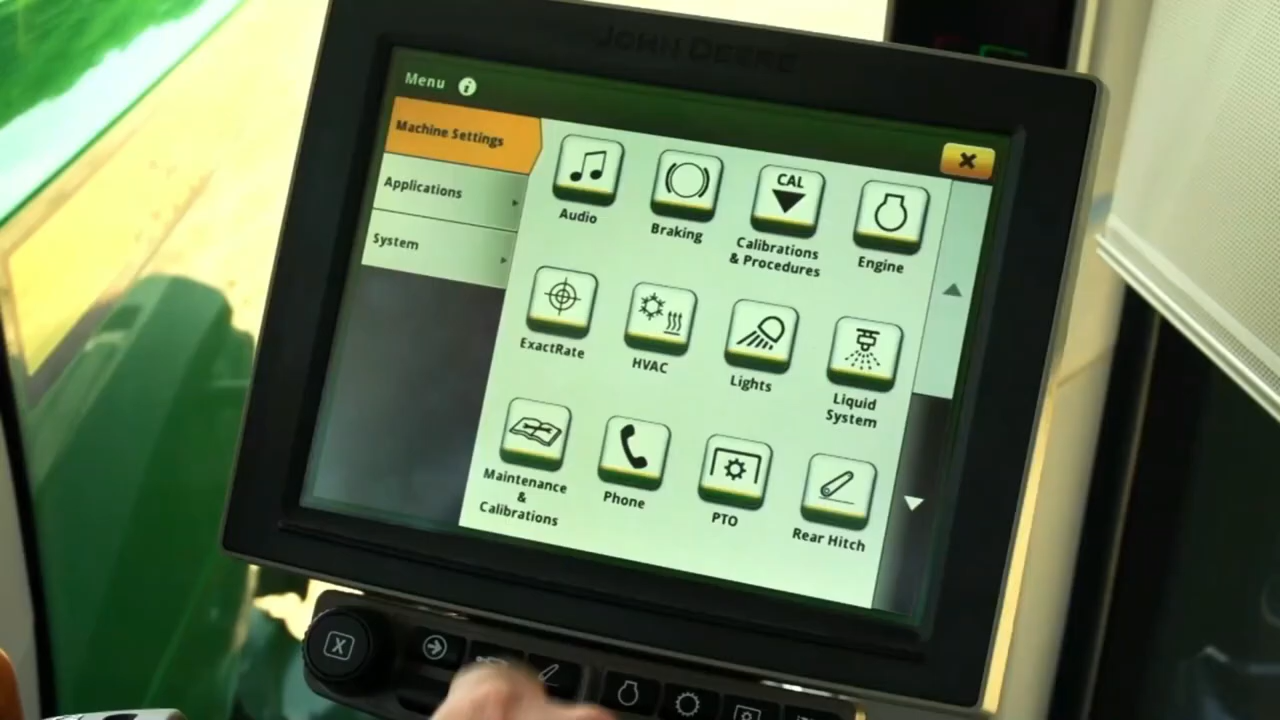 JOHN DEERE
Menu
Machine Settings
Applications
System
Audio
Braking
CAL
Calibrations
& Procedures
Engine
ExactRate
HVAC
Lights
Liquid
System
Maintenance
&
Calibrations
Phone
PTO
Rear Hitch
X